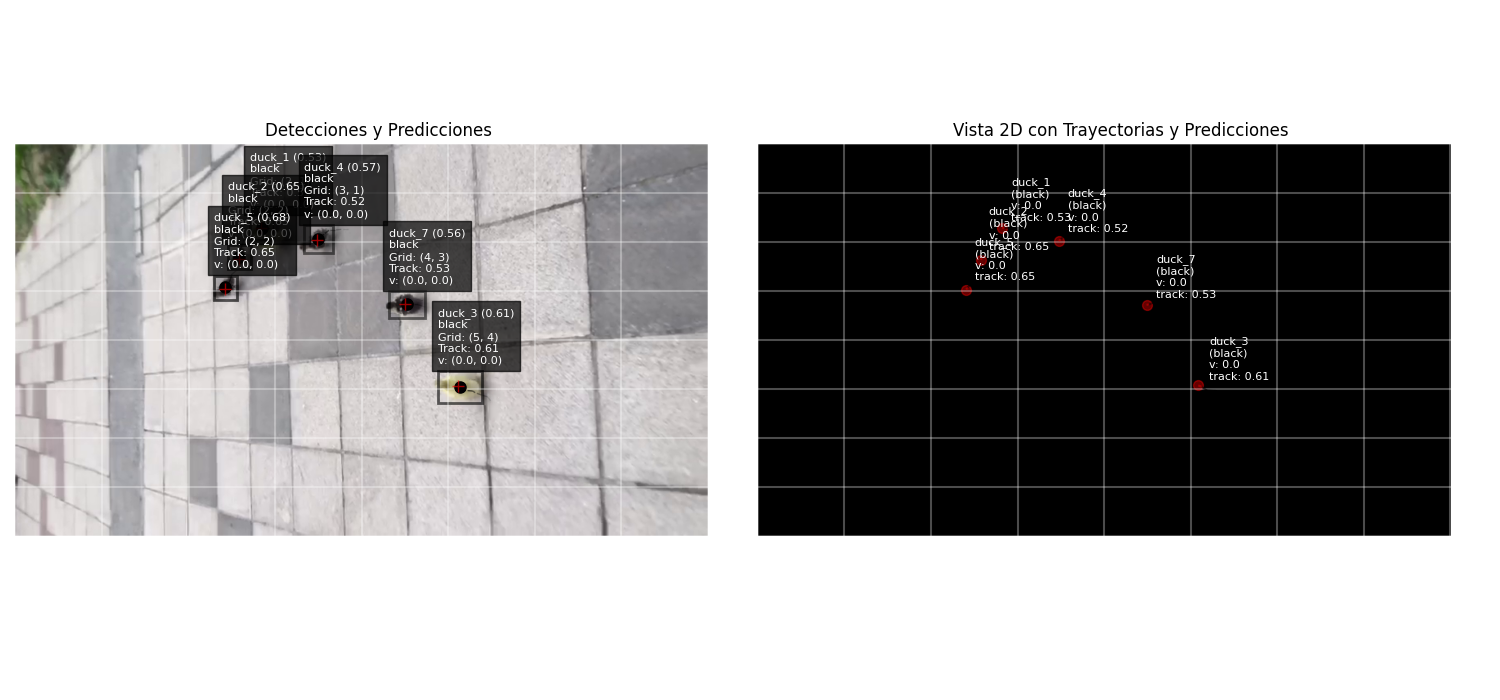 Detecciones y Predicciones
duck_1 (0.53)
black
duck_4 (0.57)
black
Grid: (3, 1)
Track: 0.52
v: (0.0, 0.0)
duck_2 (0.65
black
duck_5 (0.68)
black
Grid: (2, 2)
Track: 0.65
v: (0.0, 0.0)
duck_7 (0.56)
black
Grid: (4, 3)
Track: 0.53
v: (0.0, 0.0)
duck_3 (0.61)
black
Grid: (5, 4)
Track: 0.61
v: (0.0, 0.0)
Vista 2D con Trayectorias y Predicciones
duck_1
(black)
v: 0.0
track: 0.53
duck_4
(black)
v: 0.0
track: 0.52
(black)
v: 0.0
track: 0.65
(black)
v: 0.0
track: 0.65
duck_7
(black)
v: 0.0
track: 0.53
duck_3
(black)
v: 0.0
track: 0.61